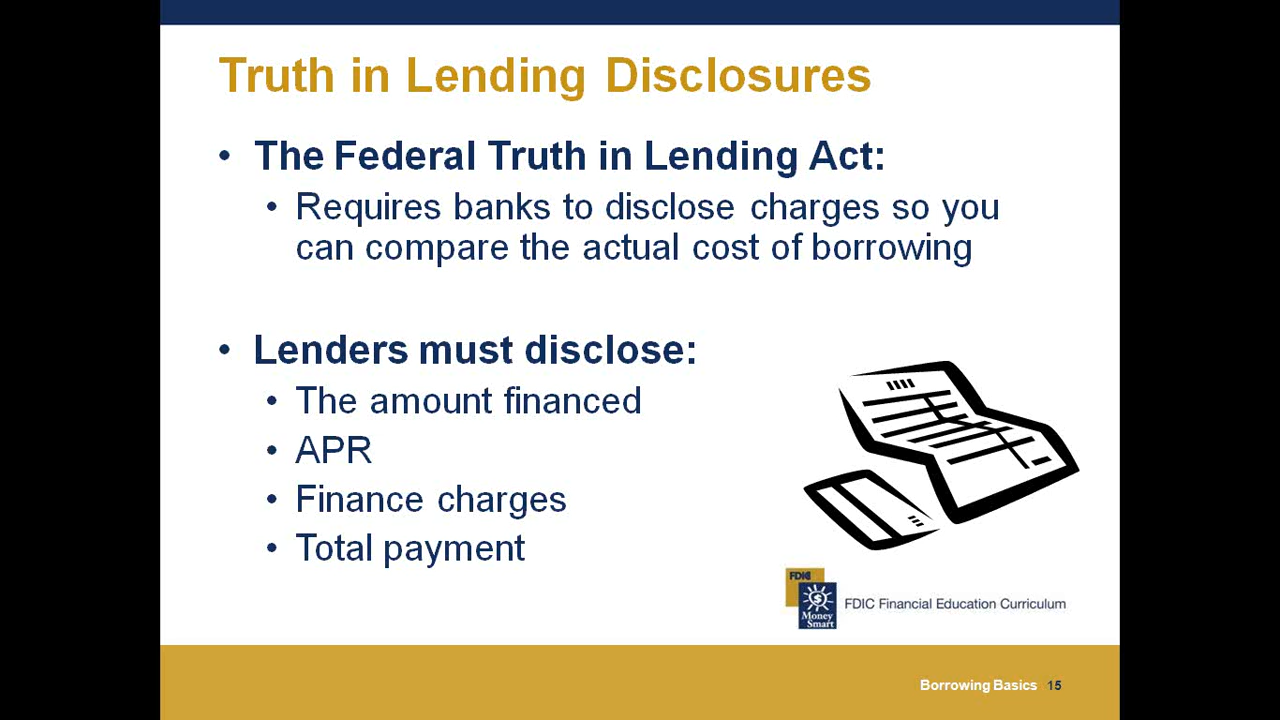 Truth in Lending Disclosures
• The Federal Truth in Lending Act:
• Requires banks to disclose charges so you
can compare the actual cost of borrowing
• Lenders must disclose:
• The amount financed
• APR
• Finance charges
• Total payment
FDIC
$
Money
Smart
FDIC Financial Education Curriculum
Borrowing Basics 15